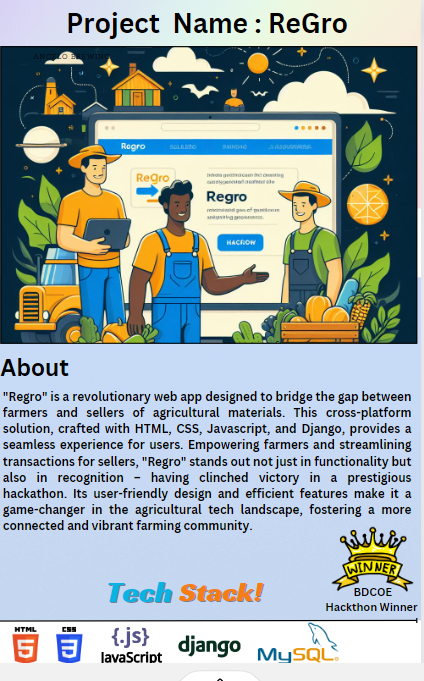 Project Name : ReGro
ANGELO BREWING
Regro
ReGro
Regro
HACFLOW
About
"Regro" is a revolutionary web app designed to bridge the gap between
farmers and sellers of agricultural materials. This cross-platform
solution, crafted with HTML, CSS, Javascript, and Django, provides a
seamless experience for users. Empowering farmers and streamlining
transactions for sellers, "Regro" stands out not just in functionality but
also in recognition – having clinched victory in a prestigious
hackathon. Its user-friendly design and efficient features make it a
game-changer in the agricultural tech landscape, fostering a more
connected and vibrant farming community.
WINNER
BDCOE
Hackthon Winner
Tech Stack!
HTML
5
CSS
3
{.js}
JavaScript
django
MySQL